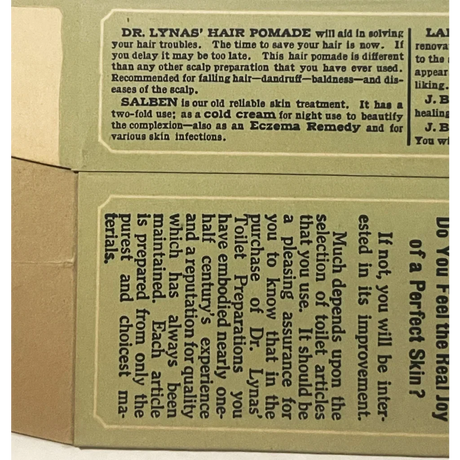 DR. LYNAS' HAIR POMADE will aid in solving
your hair troubles. The time to save your hair is now. If
you delay it may be too late. This hair pomade is different
than any other scalp preparation that you have ever used.
Recommended for falling hair—dandruff—baldness—and dis-
eases of the scalp.
SALBEN is our old reliable skin treatment. It has a
two-fold use; as a cold cream for night use to beautify
the complexion—also as an Eczema Remedy and for
various skin infections.
renova
to the
appear
liking.
J. B
healing
J. B
You wi
Do You Feel the Real Joy
of a Perfect Skin?
If not, you will be inter-
ested in its improvement.
Much depends upon the
selection of toilet articles
that you use. It should be
a pleasing assurance for
you to know that in the
purchase of Dr. Lynas'
Toilet Preparations you
have embodied nearly one-
half century's experience
and a reputation for quality
which has always been
maintained. Each article
is prepared from only the
purest and choicest ma-
terials.